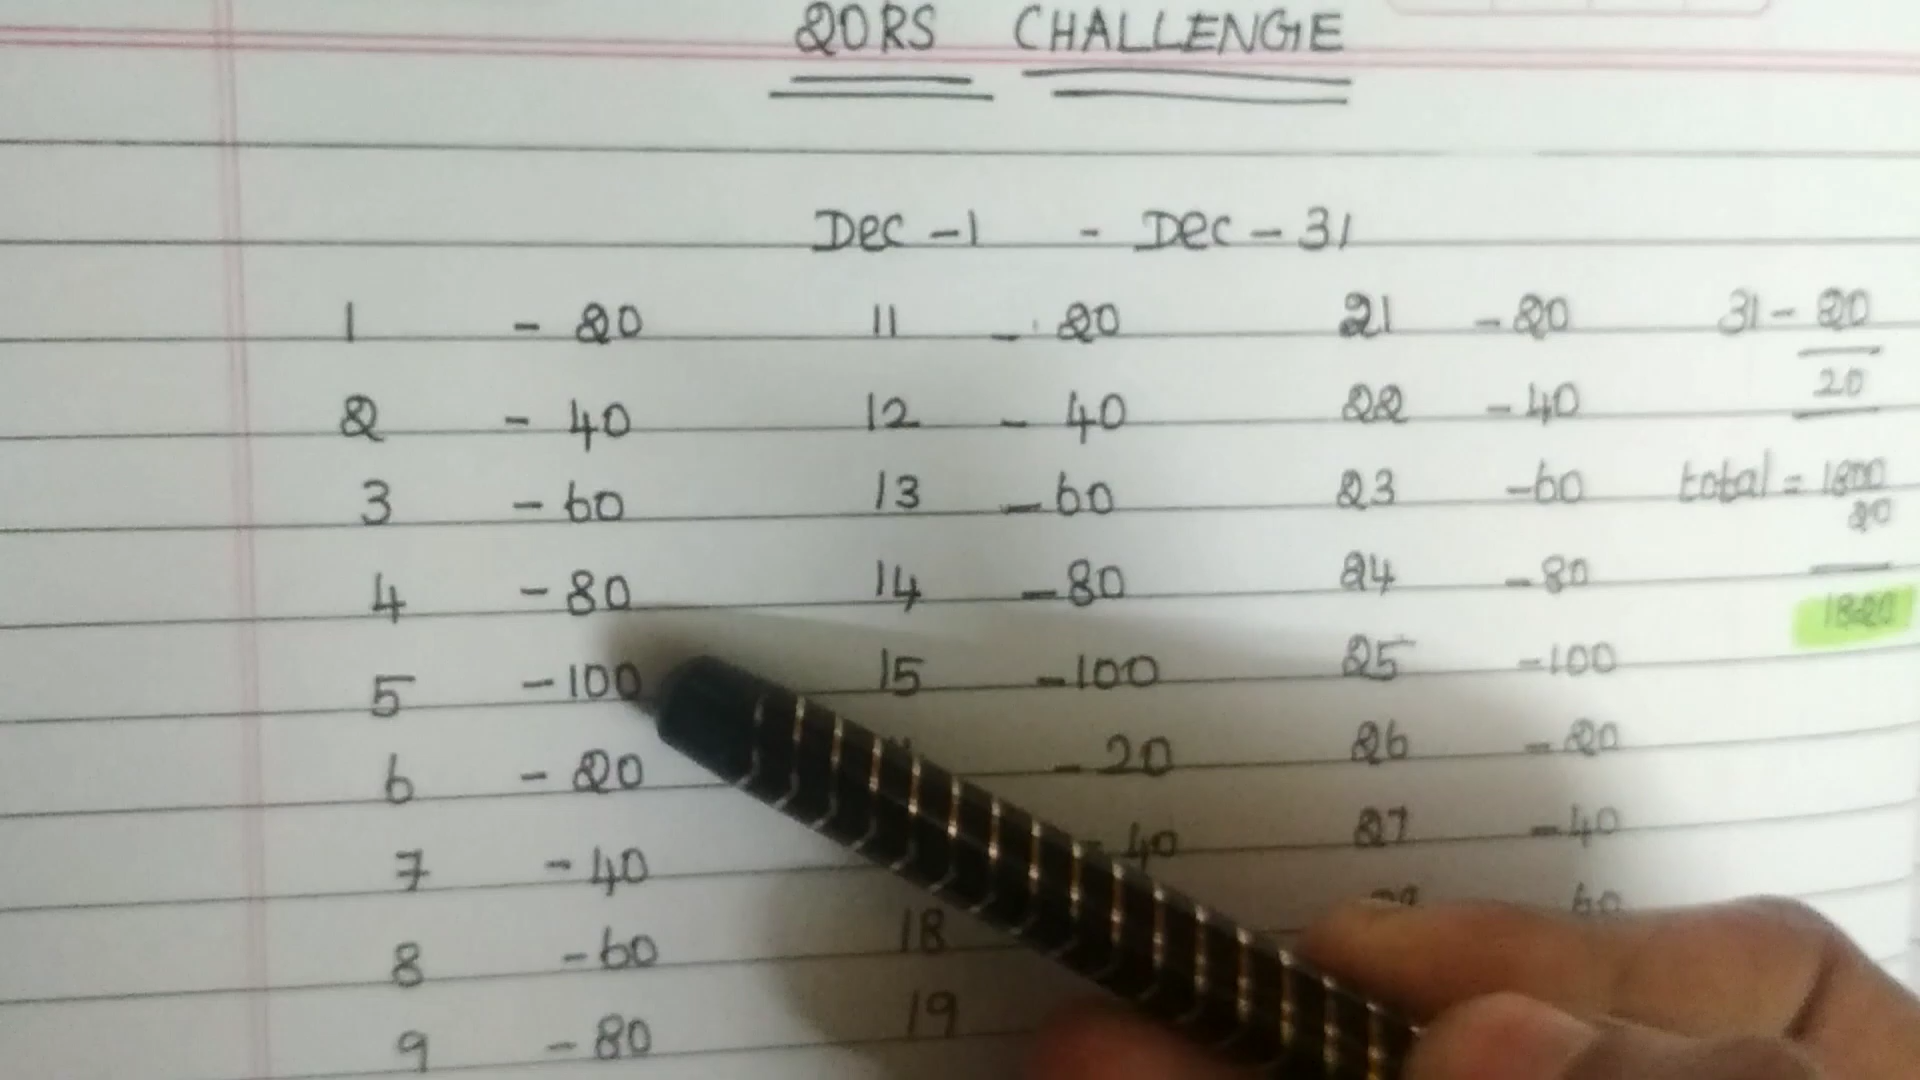 20RS CHALLENGE
Dec - 1 - Dec - 31
1 - 20 11 - 20 21 - 20 31 - 20
20
2 - 40 12 - 40 22 - 40
3 - 60 13 - 60 23 - 60 total = 1800
20
4 - 80 14 - 80 24 - 80
1820
5 - 100 15 - 100 25 - 100
6 - 20 - 20 26 - 20
7 - 40 - 40 27 - 40
8 - 60 18 60
9 - 80 19